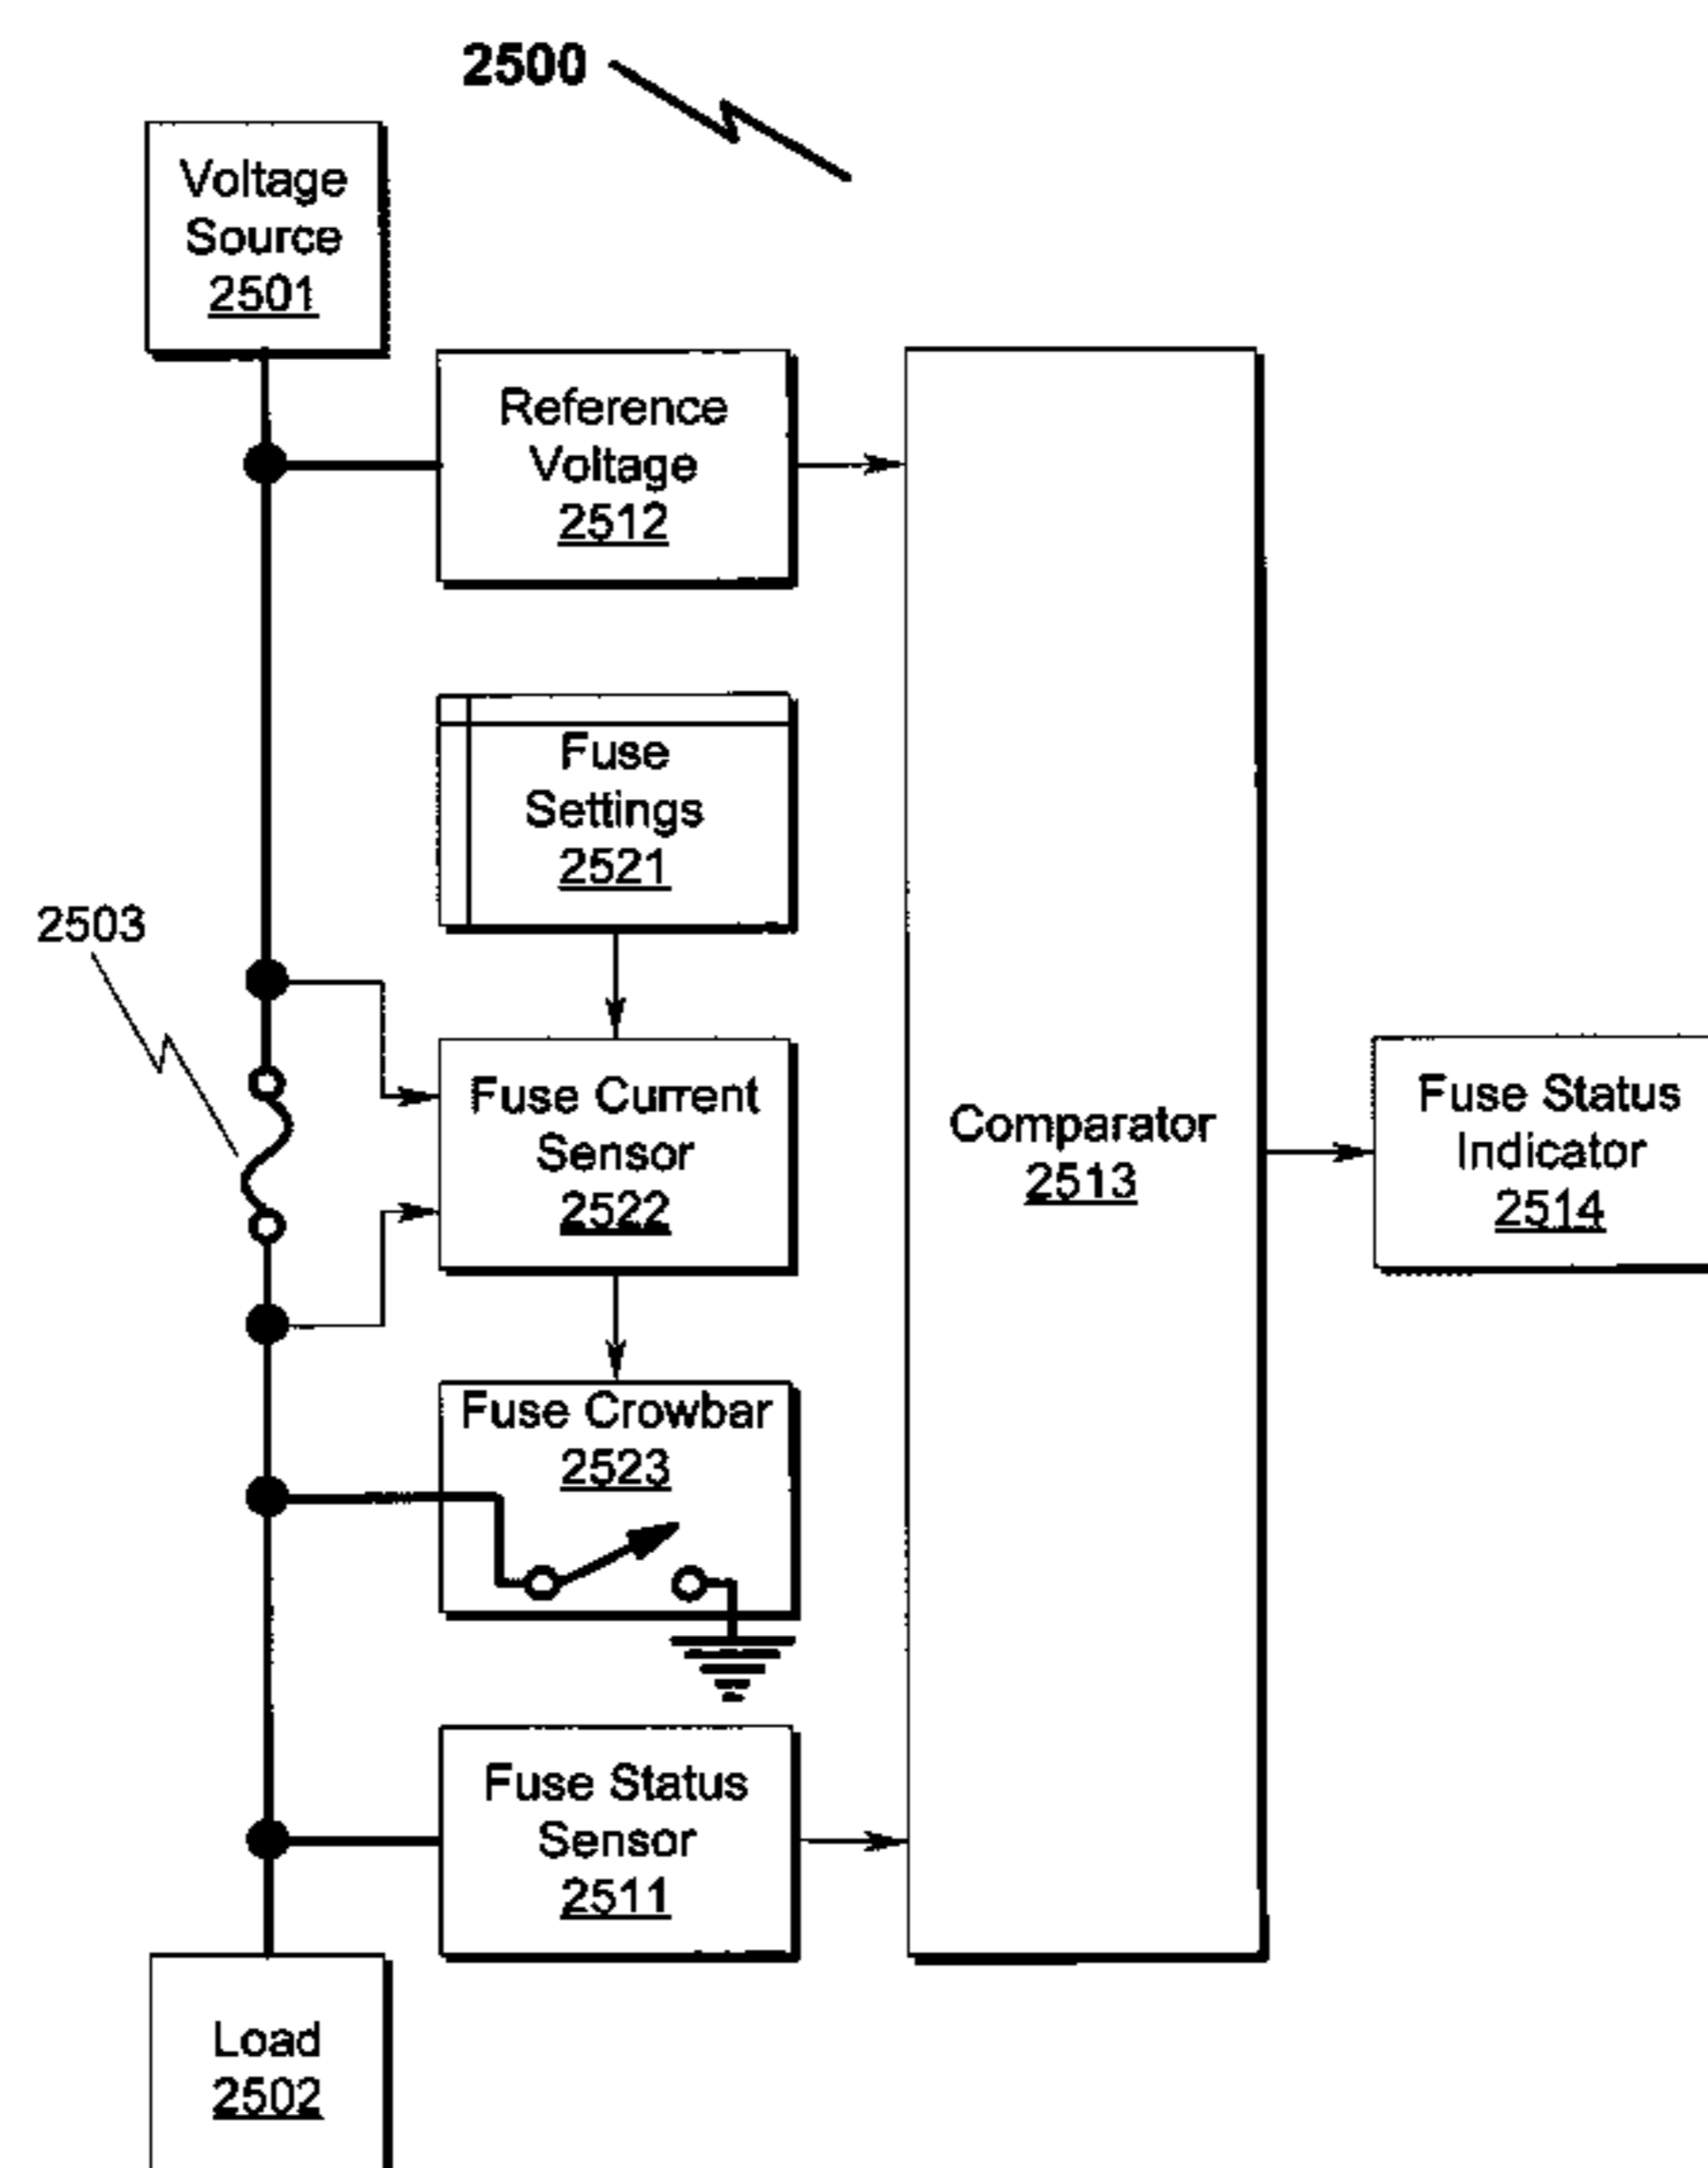 2500
Voltage
Source
2501
Reference
Voltage
2512
Fuse
Settings
2521
2503
Fuse Current
Sensor
2522
Comparator
2513
Fuse Status
Indicator
2514
Fuse Crowbar
2523
Fuse Status
Sensor
2511
Load
2502